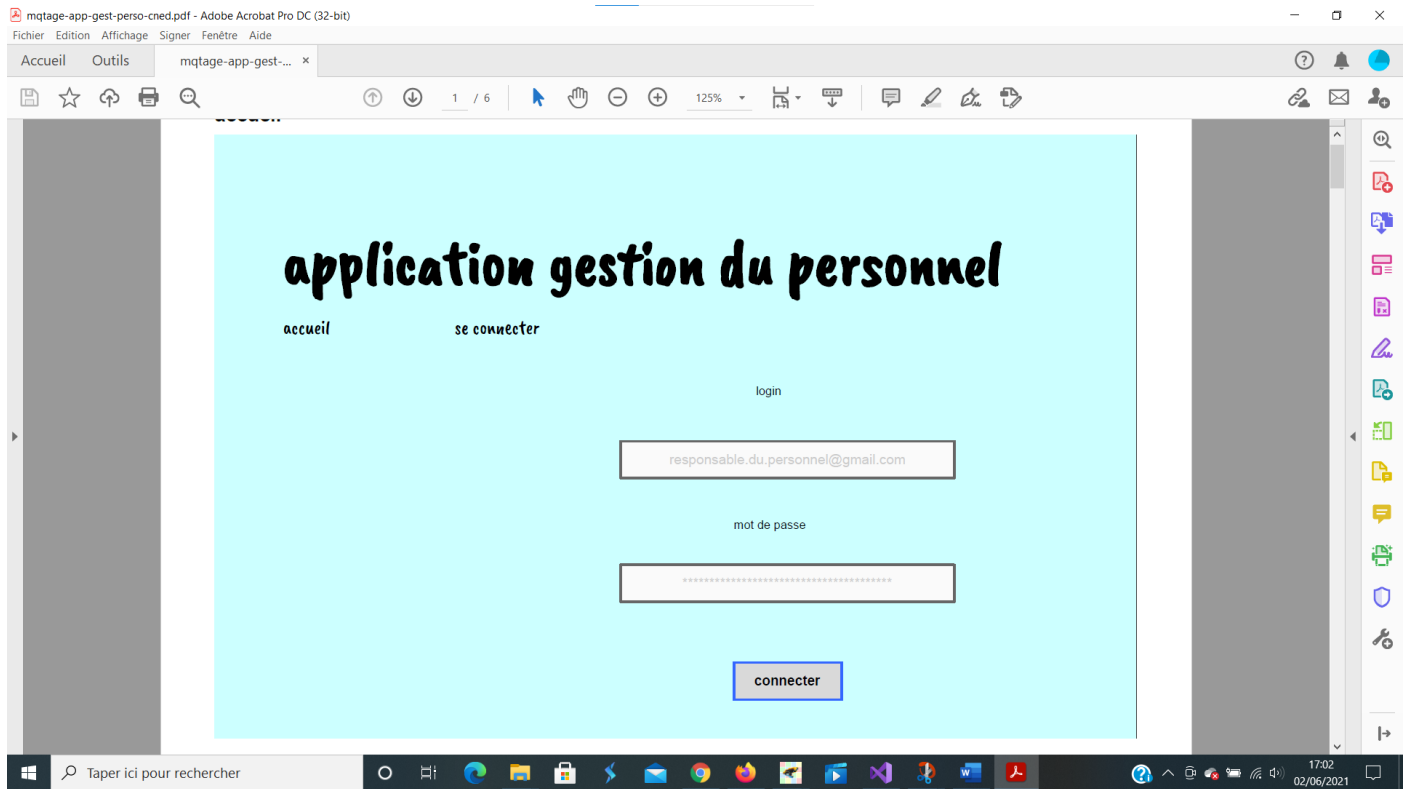 mqtage-app-gest-perso-cned.pdf - Adobe Acrobat Pro DC (32-bit)
Fichier Edition Affichage Signer Fenêtre Aide
Accueil Outils mqtage-app-gest-... ×
1 / 6 125%
accueil
application gestion du personnel
accueil se connecter
login
responsable.du.personnel@gmail.com
mot de passe
***************************************
connecter
Taper ici pour rechercher
17:02
02/06/2021